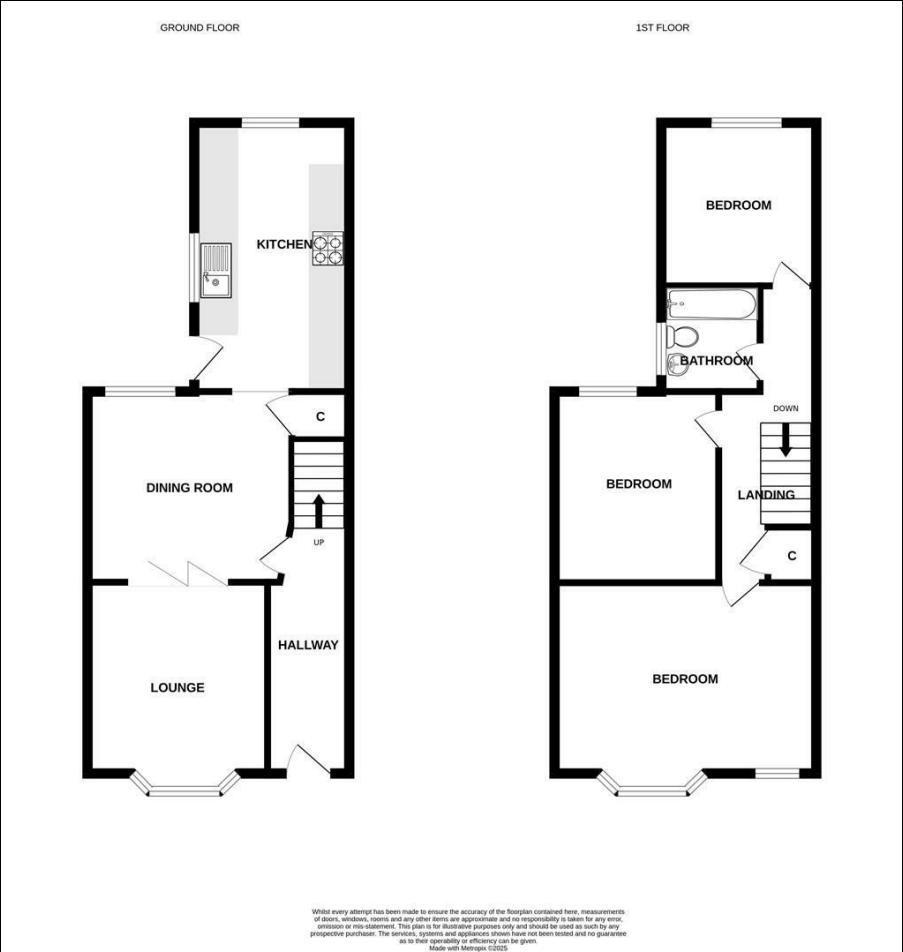 GROUND FLOOR
1ST FLOOR
KITCHEN
C
DINING ROOM
UP
HALLWAY
LOUNGE
BEDROOM
BATHROOM
DOWN
BEDROOM
LANDING
C
BEDROOM
Whilst every attempt has been made to ensure the accuracy of the floorplan contained here, measurements
of doors, windows, rooms and any other items are approximate and no responsibility is taken for any error,
omission or mis-statement. This plan is for illustrative purposes only and should be used as such by any
prospective purchaser. The services, systems and appliances shown have not been tested and no guarantee
as to their operability or efficiency can be given.
Made with Metropix ©2025